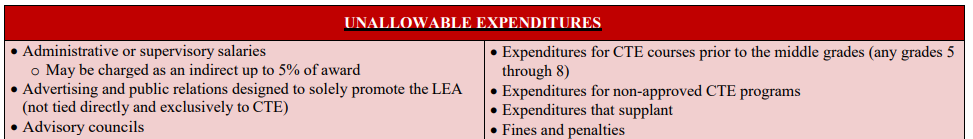 UNALLOWABLE EXPENDITURES
• Administrative or supervisory salaries
o May be charged as an indirect up to 5% of award
• Advertising and public relations designed to solely promote the LEA
(not tied directly and exclusively to CTE)
• Advisory councils
• Expenditures for CTE courses prior to the middle grades (any grades 5
through 8)
• Expenditures for non-approved CTE programs
• Expenditures that supplant
• Fines and penalties